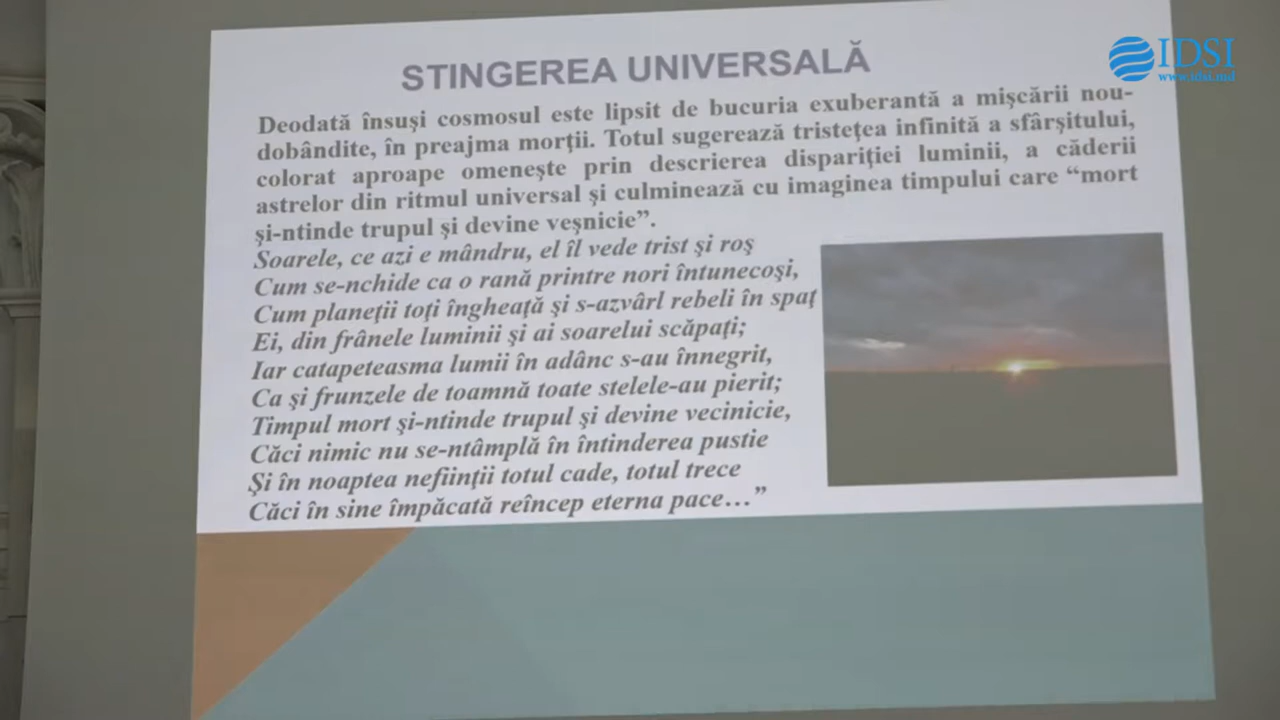 IDSI
www.idsi.md
STINGEREA UNIVERSALĂ
Deodată însuşi cosmosul este lipsit de bucuria exuberantă a mişcării nou-
dobândite, în preajma morţii. Totul sugerează tristeţea infinită a sfârşitului,
colorat aproape omeneşte prin descrierea dispariţiei luminii, a căderii
astrelor din ritmul universal şi culminează cu imaginea timpului care “mort
şi-ntinde trupul şi devine veşnicie”.
Soarele, ce azi e mândru, el îl vede trist şi roş
Cum se-nchide ca o rană printre nori întunecoşi,
Cum planeţii toţi îngheaţă şi s-azvârl rebeli în spaţ
Ei, din frânele luminii şi ai soarelui scăpaţi;
Iar catapeteasma lumii în adânc s-au înnegrit,
Ca şi frunzele de toamnă toate stelele-au pierit;
Timpul mort şi-ntinde trupul şi devine vecinicie,
Căci nimic nu se-ntâmplă în întinderea pustie
Şi în noaptea nefiinţii totul cade, totul trece
Căci în sine împăcată reîncep eterna pace…”